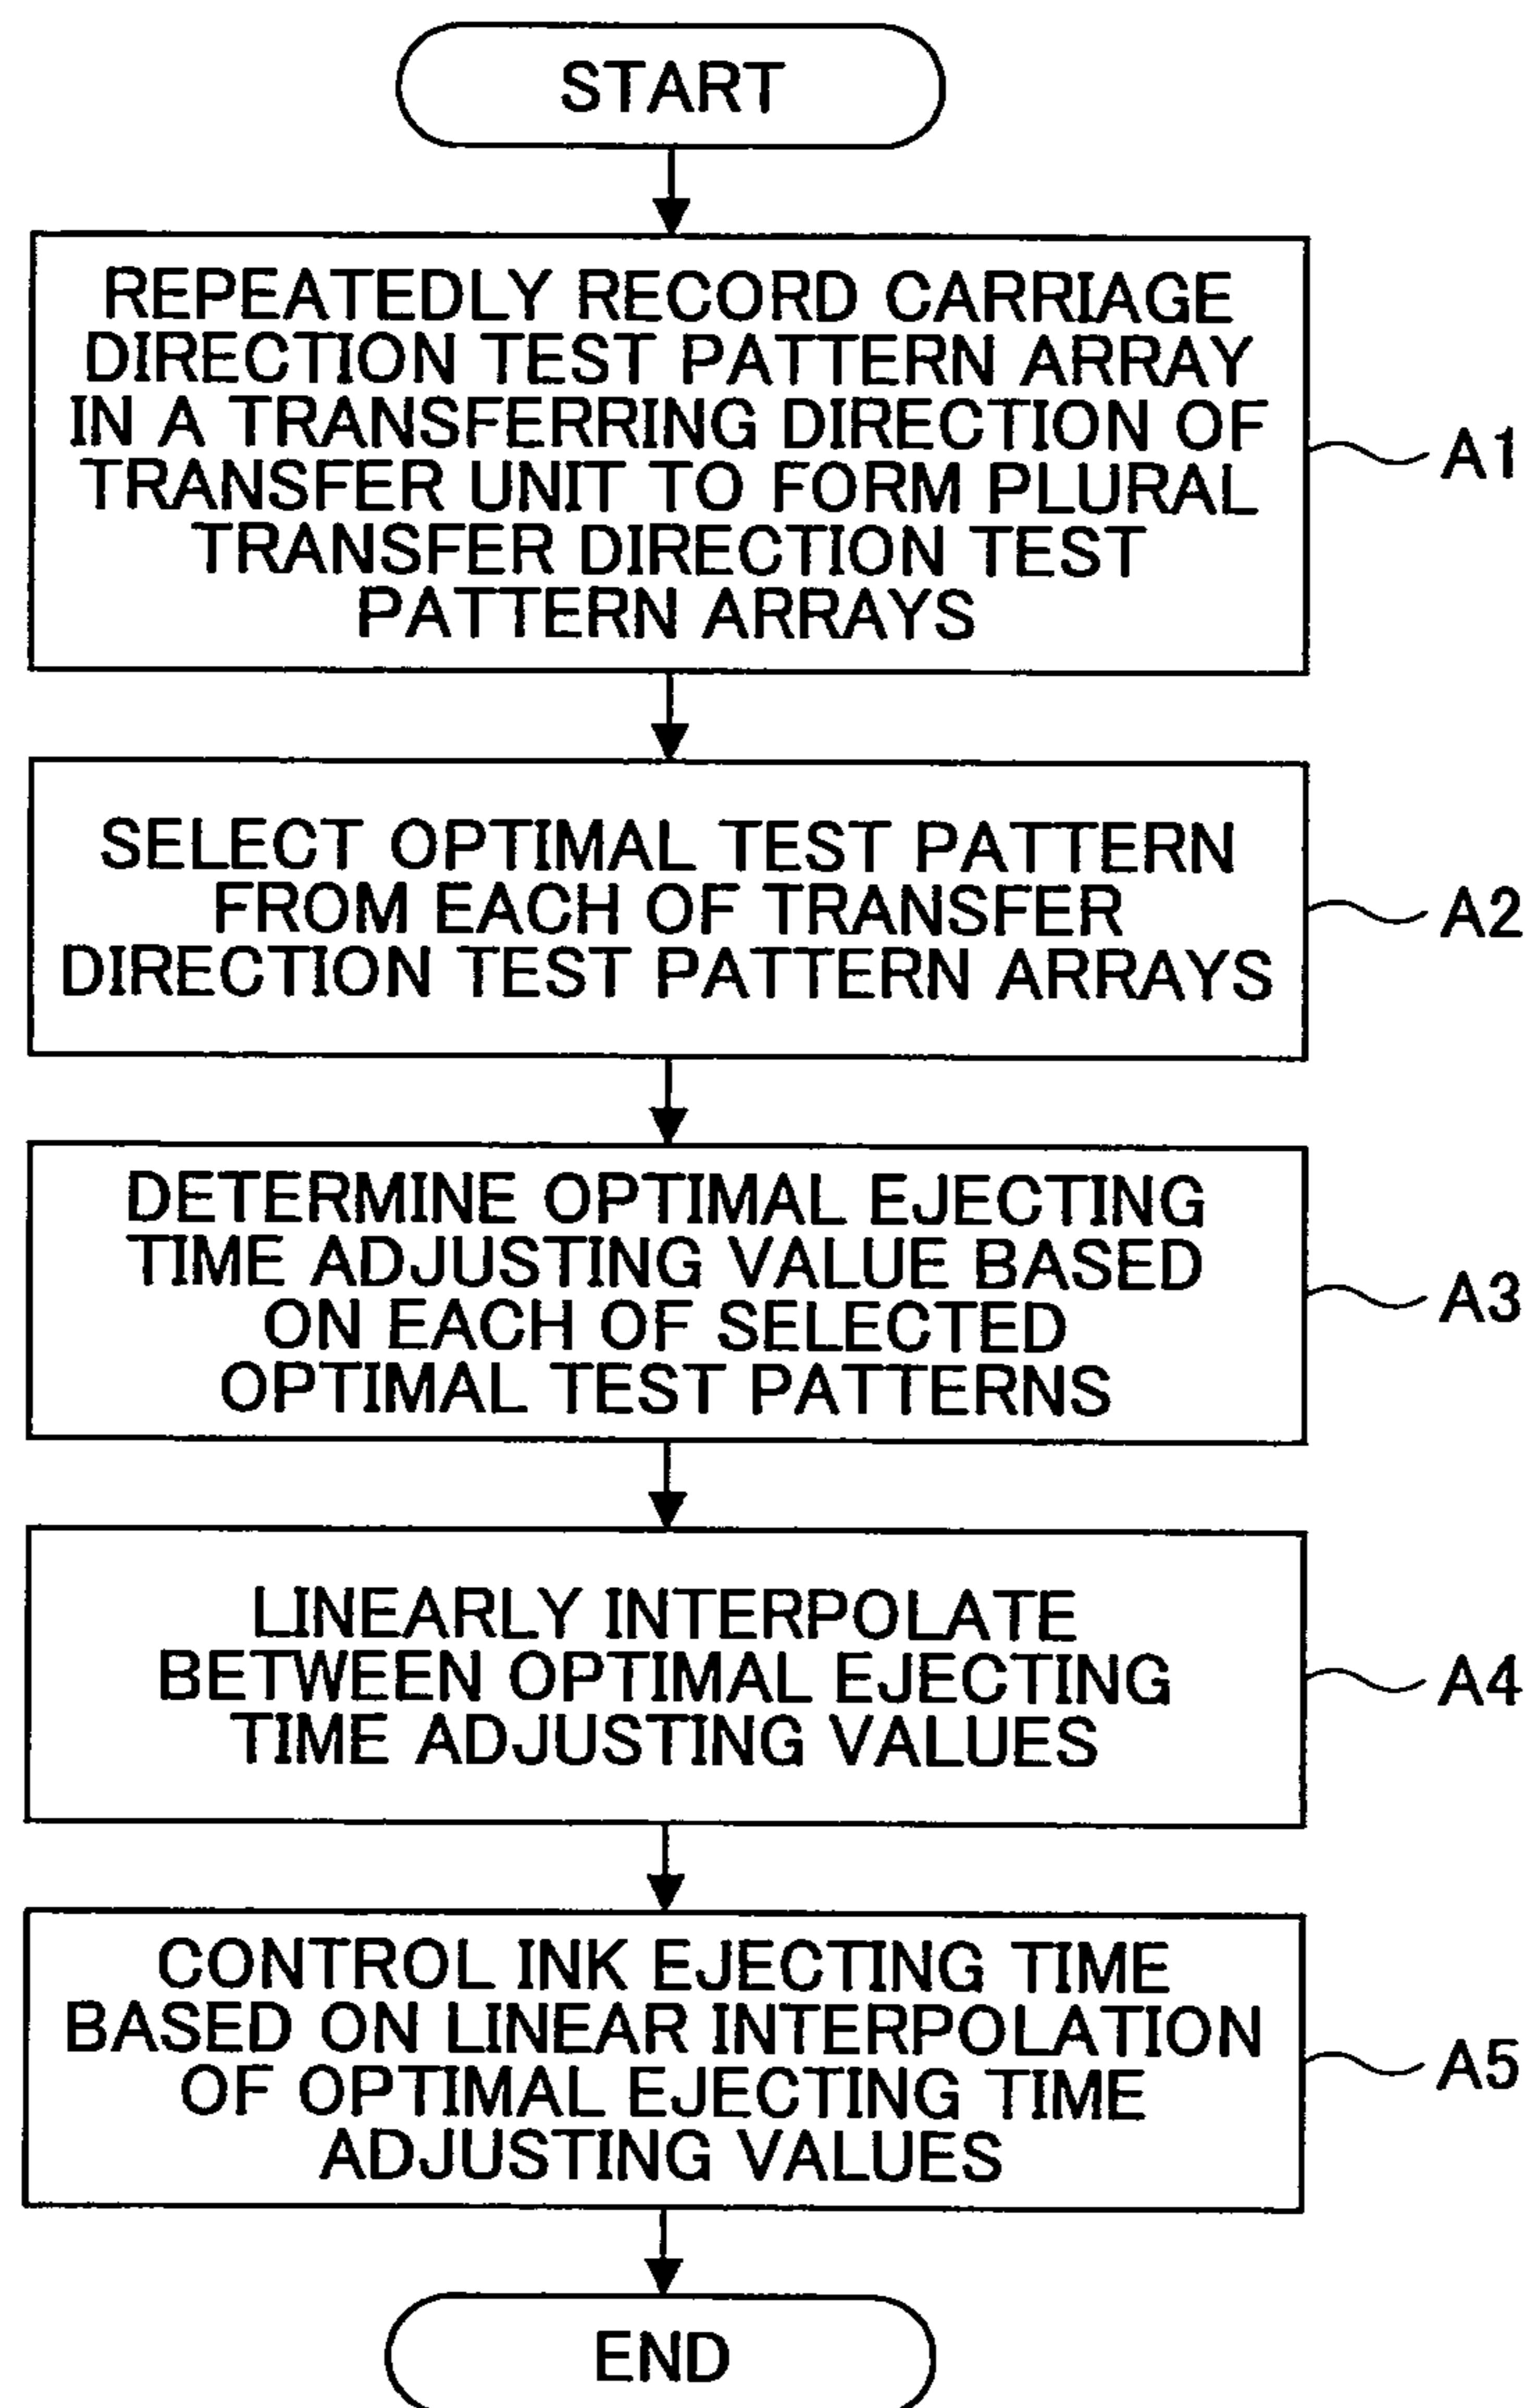 START
REPEATEDLY RECORD CARRIAGE
DIRECTION TEST PATTERN ARRAY
IN A TRANSFERRING DIRECTION OF
TRANSFER UNIT TO FORM PLURAL
TRANSFER DIRECTION TEST
PATTERN ARRAYS
A1
SELECT OPTIMAL TEST PATTERN
FROM EACH OF TRANSFER
DIRECTION TEST PATTERN ARRAYS
A2
DETERMINE OPTIMAL EJECTING
TIME ADJUSTING VALUE BASED
ON EACH OF SELECTED
OPTIMAL TEST PATTERNS
A3
LINEARLY INTERPOLATE
BETWEEN OPTIMAL EJECTING
TIME ADJUSTING VALUES
A4
CONTROL INK EJECTING TIME
BASED ON LINEAR INTERPOLATION
OF OPTIMAL EJECTING TIME
ADJUSTING VALUES
A5
END